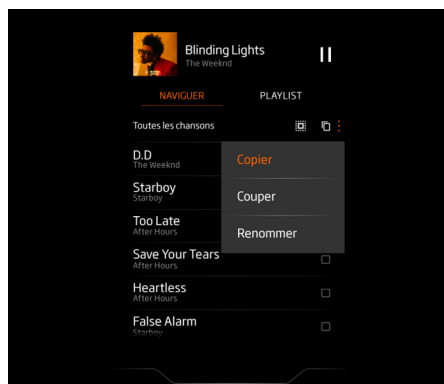 Blinding Lights
The Weeknd
NAVIGUER PLAYLIST
Toutes les chansons
D.D
The Weeknd
Copier
Starboy
Starboy
Couper
Too Late
After Hours
Renommer
Save Your Tears
After Hours
Heartless
After Hours
False Alarm
Starboy